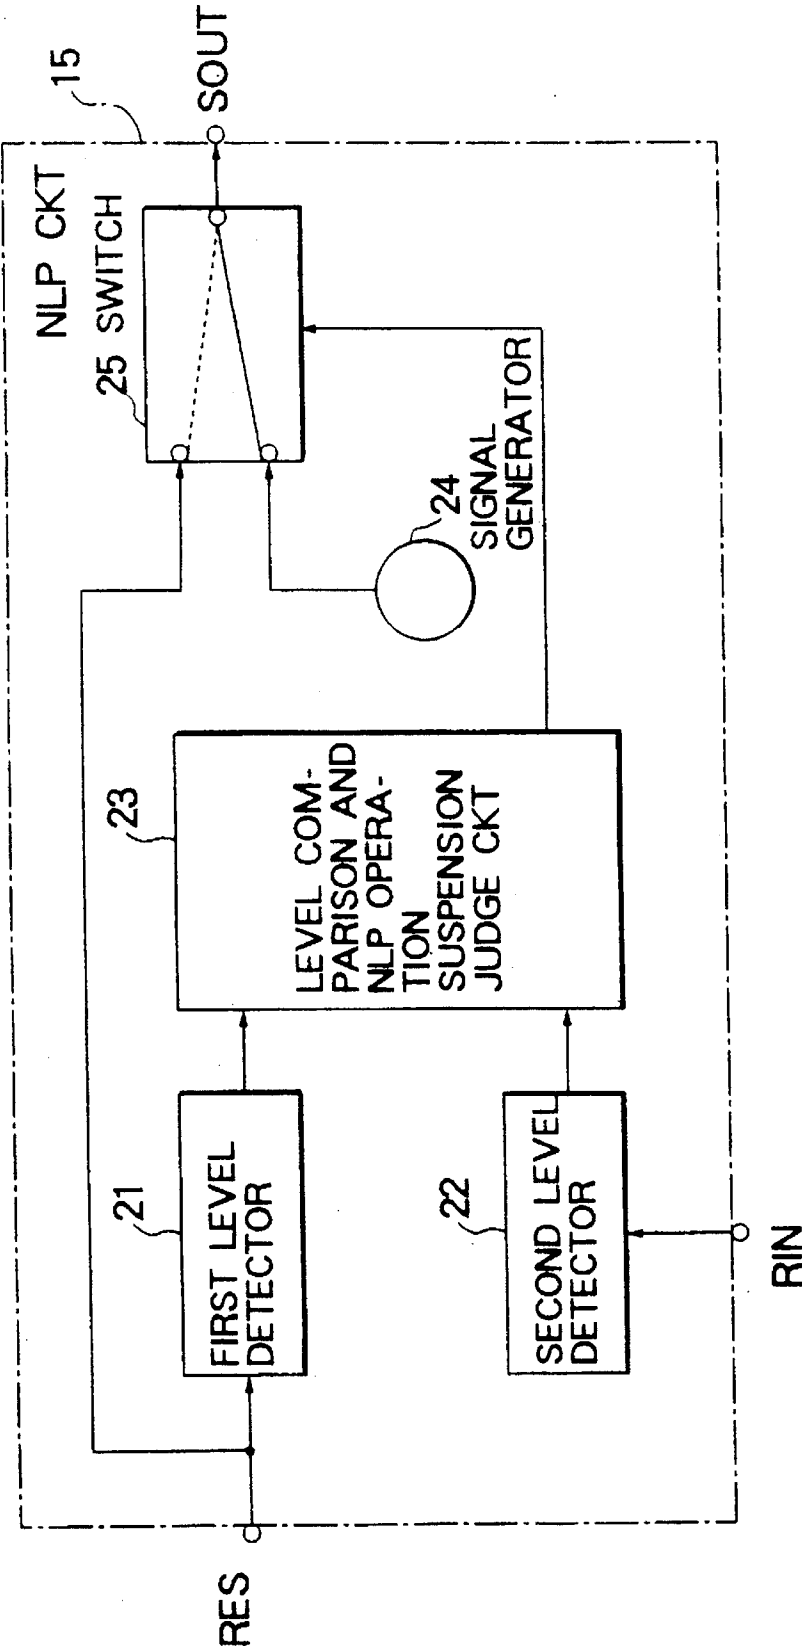 15
NLP CKT
25 SWITCH
SOUT
24
SIGNAL
GENERATOR
23
LEVEL COM-
PARISON AND
NLP OPERA-
TION
SUSPENSION
JUDGE CKT
21
FIRST LEVEL
DETECTOR
22
SECOND LEVEL
DETECTOR
RES
RIN